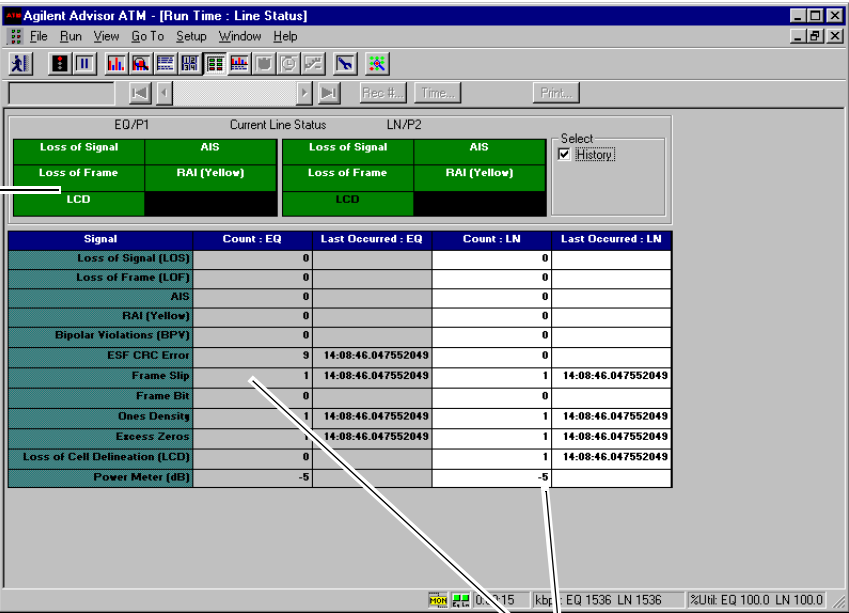 Agilent Advisor ATM - [Run Time : Line Status]
File Run View Go To Setup Window Help
Rec #... Time... Print...
EQ/P1 Current Line Status LN/P2
Select
History
Loss of Signal AIS Loss of Signal AIS
Loss of Frame RAI (Yellow) Loss of Frame RAI (Yellow)
LCD LCD
Signal Count : EQ Last Occurred : EQ Count : LN Last Occurred : LN
Loss of Signal (LOS) 0 0
Loss of Frame (LOF) 0 0
AIS 0 0
RAI (Yellow) 0 0
Bipolar Violations (BPV) 0 0
ESF CRC Error 9 14:08:46.047552049 0
Frame Slip 1 14:08:46.047552049 1 14:08:46.047552049
Frame Bit 0 0
Ones Density 1 14:08:46.047552049 1 14:08:46.047552049
Excess Zeros 1 14:08:46.047552049 1 14:08:46.047552049
Loss of Cell Delineation (LCD) 0 1 14:08:46.047552049
Power Meter (dB) -5 -5
MON Eq Ln EQ 1536 LN 1536 %Util: EQ 100.0 LN 100.0